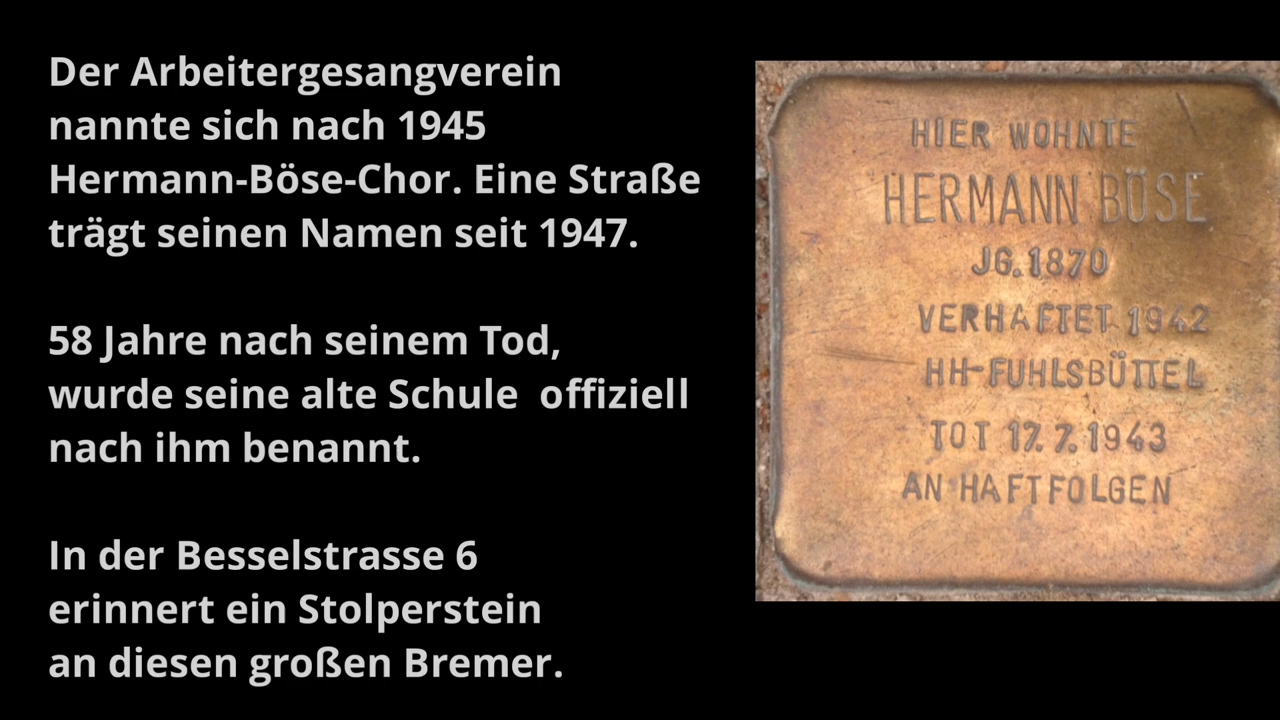 Der Arbeitergesangverein
nannte sich nach 1945
Hermann-Böse-Chor. Eine Straße
trägt seinen Namen seit 1947.
58 Jahre nach seinem Tod,
wurde seine alte Schule offiziell
nach ihm benannt.
In der Besselstrasse 6
erinnert ein Stolperstein
an diesen großen Bremer.
HIER WOHNTE
HERMANN BÖSE
JG. 1870
VERHAFTET 1942
HH-FUHLSBÜTTEL
TOT 17. 7. 1943
AN HAFTFOLGEN